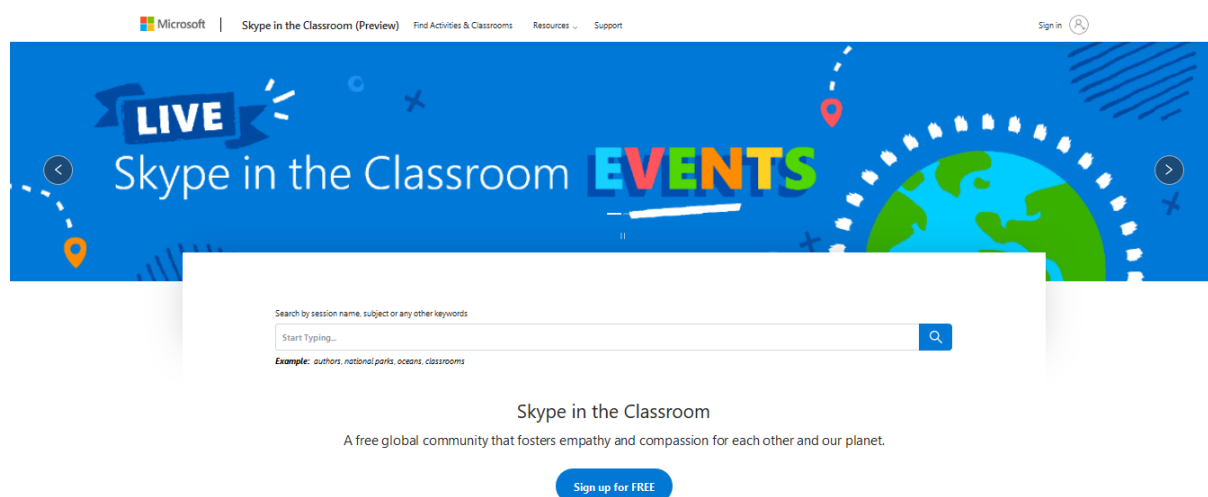 Microsoft
Skype in the Classroom (Preview)
Find Activities & Classrooms
Resources
Support
Sign in
LIVE
Skype in the Classroom EVENTS
Search by session name, subject or any other keywords
Start Typing...
Example: authors, national parks, oceans, classrooms
Skype in the Classroom
A free global community that fosters empathy and compassion for each other and our planet.
Sign up for FREE